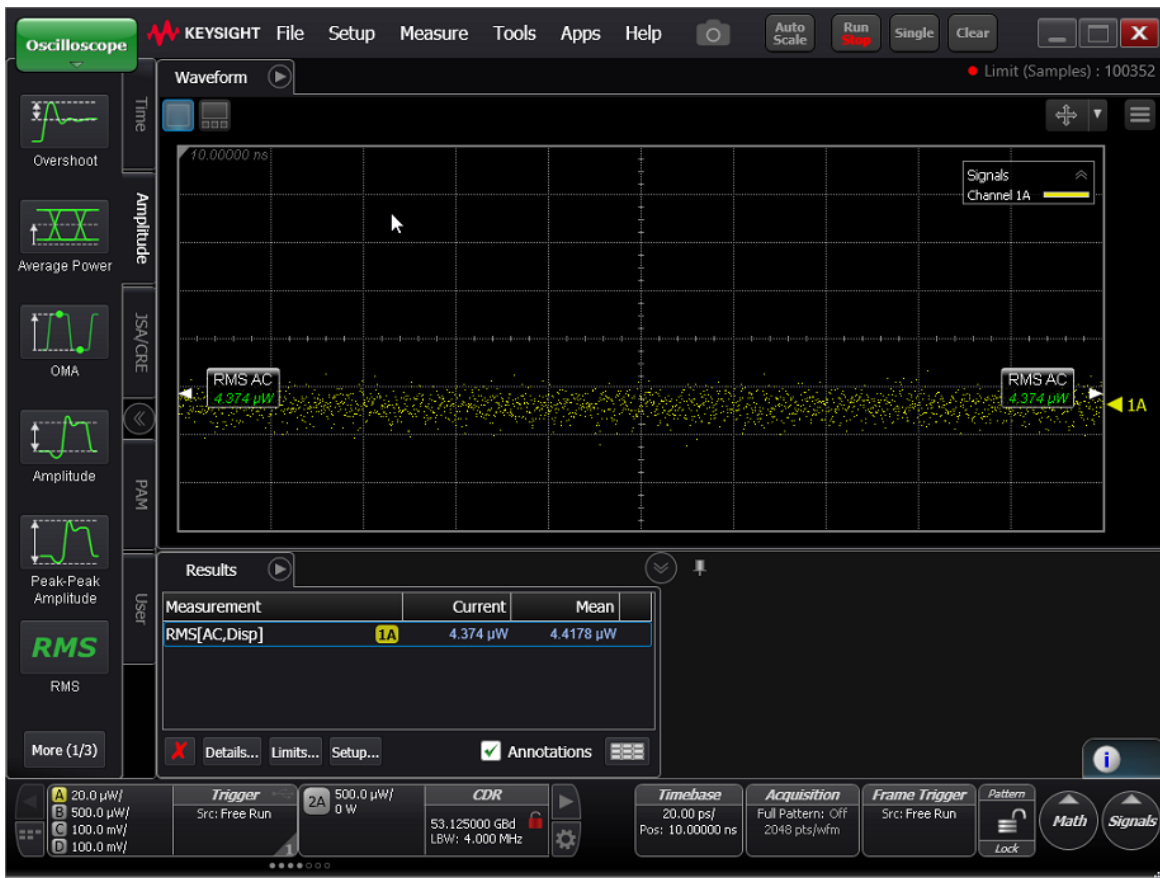 Oscilloscope
KEYSIGHT File Setup Measure Tools Apps Help
Auto Scale
Run Stop
Single
Clear
X
Waveform
Limit (Samples) : 100352
Time
Amplitude
JSA/CRE
PAM
User
Overshoot
Average Power
OMA
Amplitude
Peak-Peak
Amplitude
RMS
RMS
More (1/3)
10.00000 ns
Signals
Channel 1A
RMS AC
4.374 µW
RMS AC
4.374 µW
1A
Results
Measurement Current Mean
RMS[AC,Disp] 1A 4.374 µW 4.4178 µW
X Details... Limits... Setup... Annotations
i
A 20.0 µW/
B 500.0 µW/
C 100.0 mV/
D 100.0 mV/
Trigger
Src: Free Run
1
2A 500.0 µW/
0 W
CDR
53.125000 GBd
LBW: 4.000 MHz
Timebase
20.00 ps/
Pos: 10.00000 ns
Acquisition
Full Pattern: Off
2048 pts/wfm
Frame Trigger
Src: Free Run
Pattern
Lock
Math
Signals